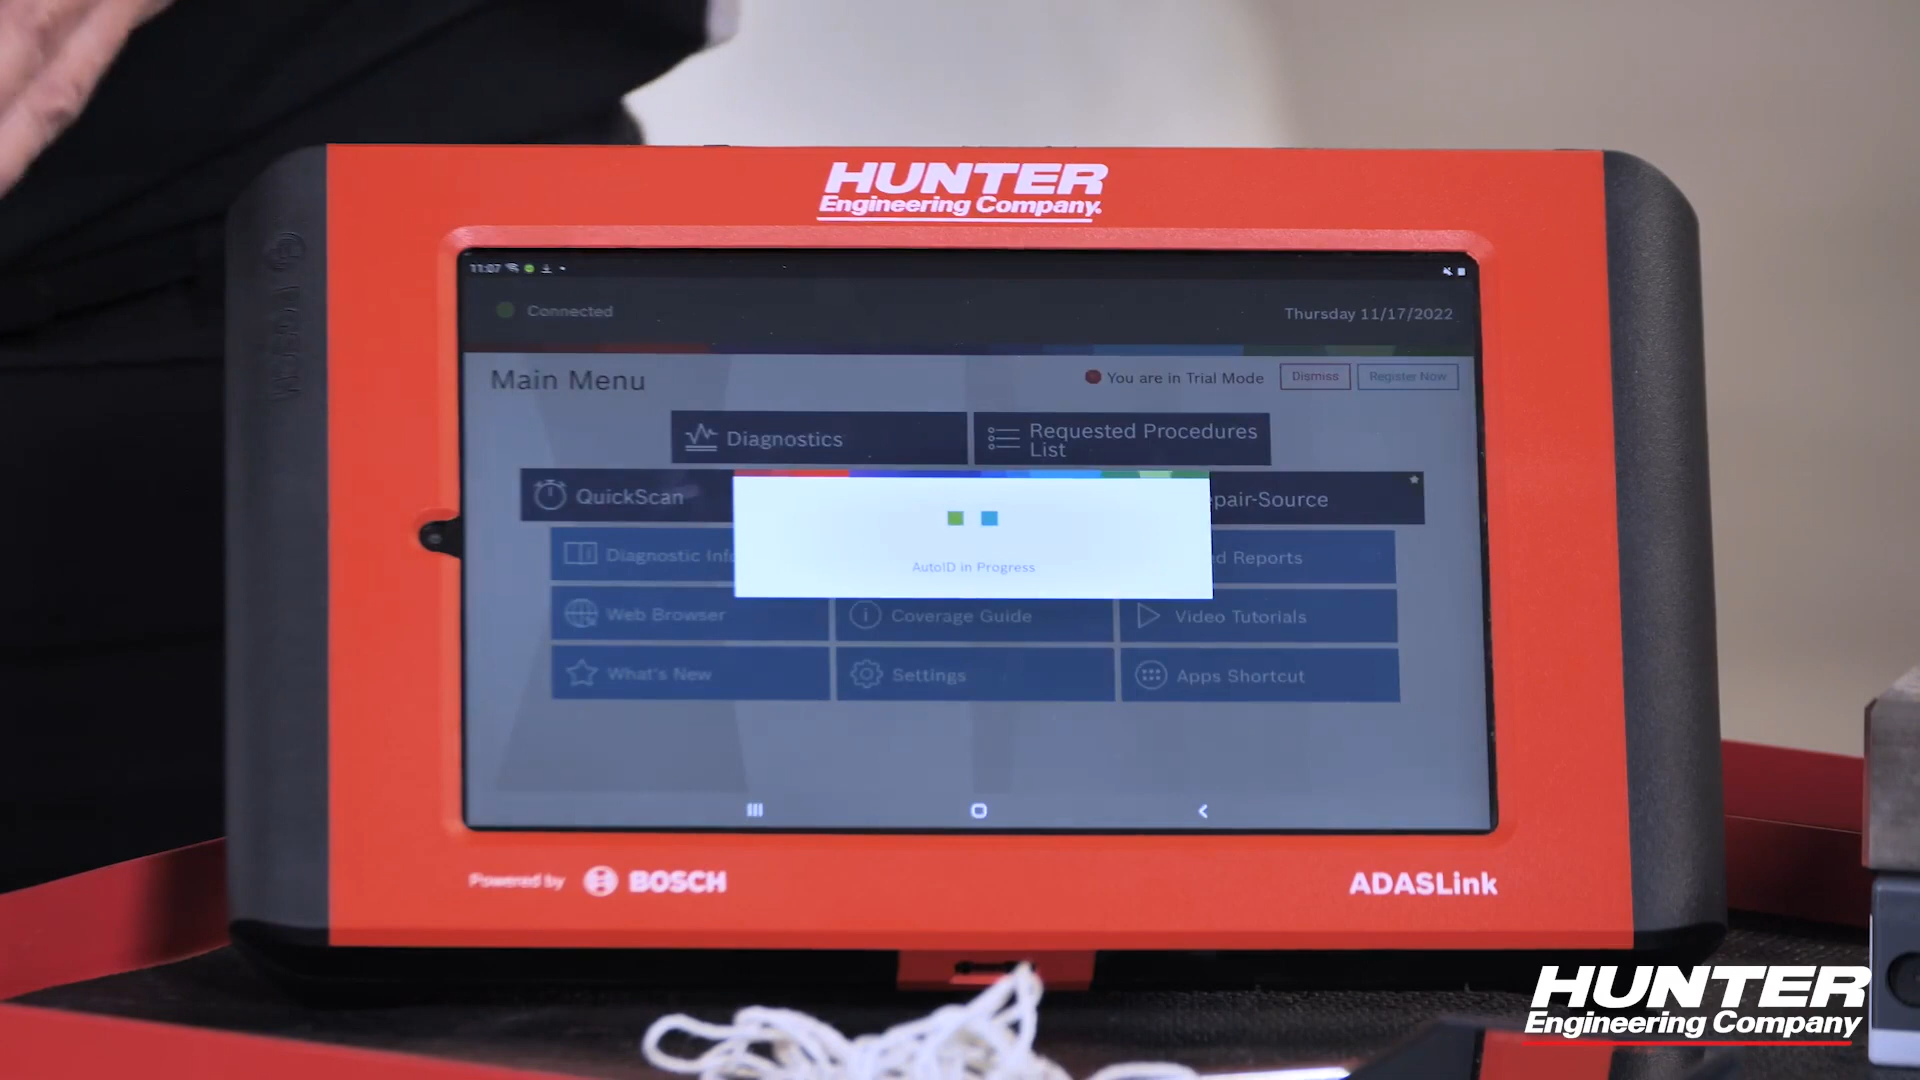 HUNTER
Engineering Company.
11:07
Connected
Thursday 11/17/2022
Main Menu
You are in Trial Mode
Dismiss
Register Now
Diagnostics
Requested Procedures
List
QuickScan
pair-Source
Diagnostic Inf
AutoID in Progress
d Reports
Web Browser
Coverage Guide
Video Tutorials
What's New
Settings
Apps Shortcut
Powered by
BOSCH
ADASLink
HUNTER
Engineering Company